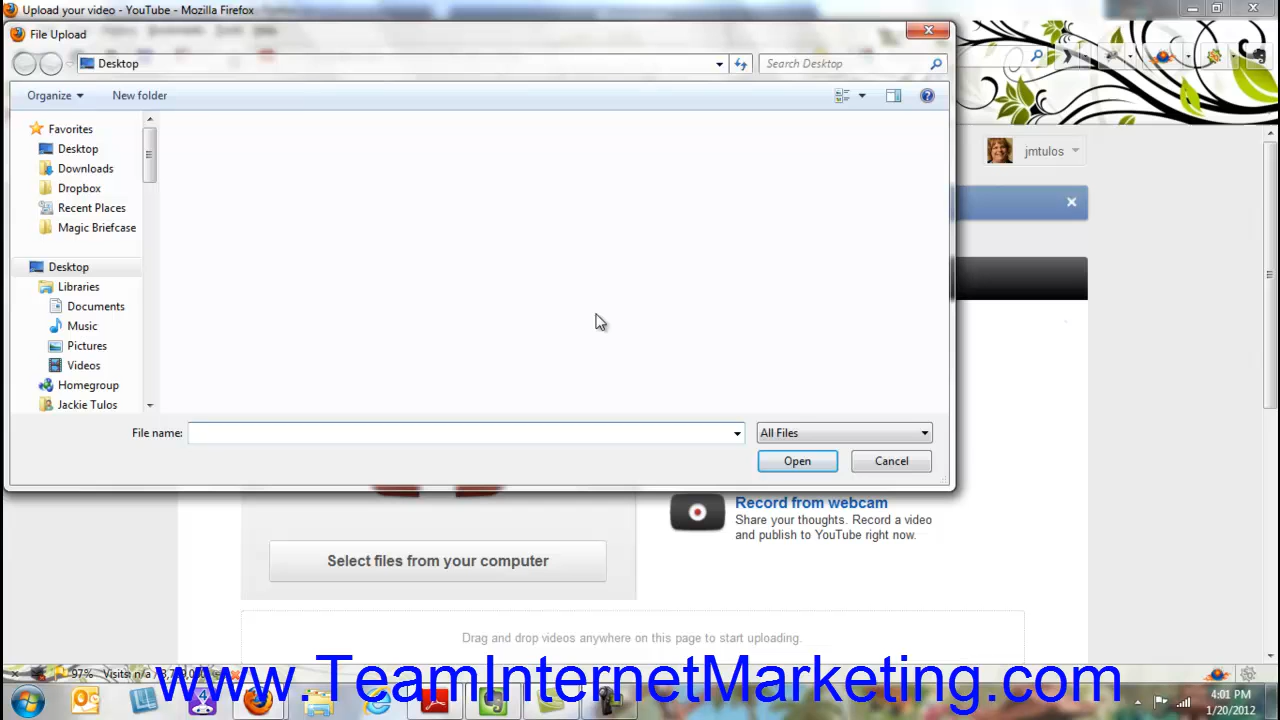 Upload your video - YouTube - Mozilla Firefox
File Upload
Desktop
Search Desktop
Organize
New folder
Favorites
Desktop
Downloads
Dropbox
Recent Places
Magic Briefcase
Desktop
Libraries
Documents
Music
Pictures
Videos
Homegroup
Jackie Tulos
File name:
All Files
Open
Cancel
jmtulos
Record from webcam
Share your thoughts. Record a video
and publish to YouTube right now.
Select files from your computer
Drag and drop videos anywhere on this page to start uploading.
97% Visits n/a
www.TeamInternetMarketing.com
4:01 PM
1/20/2012